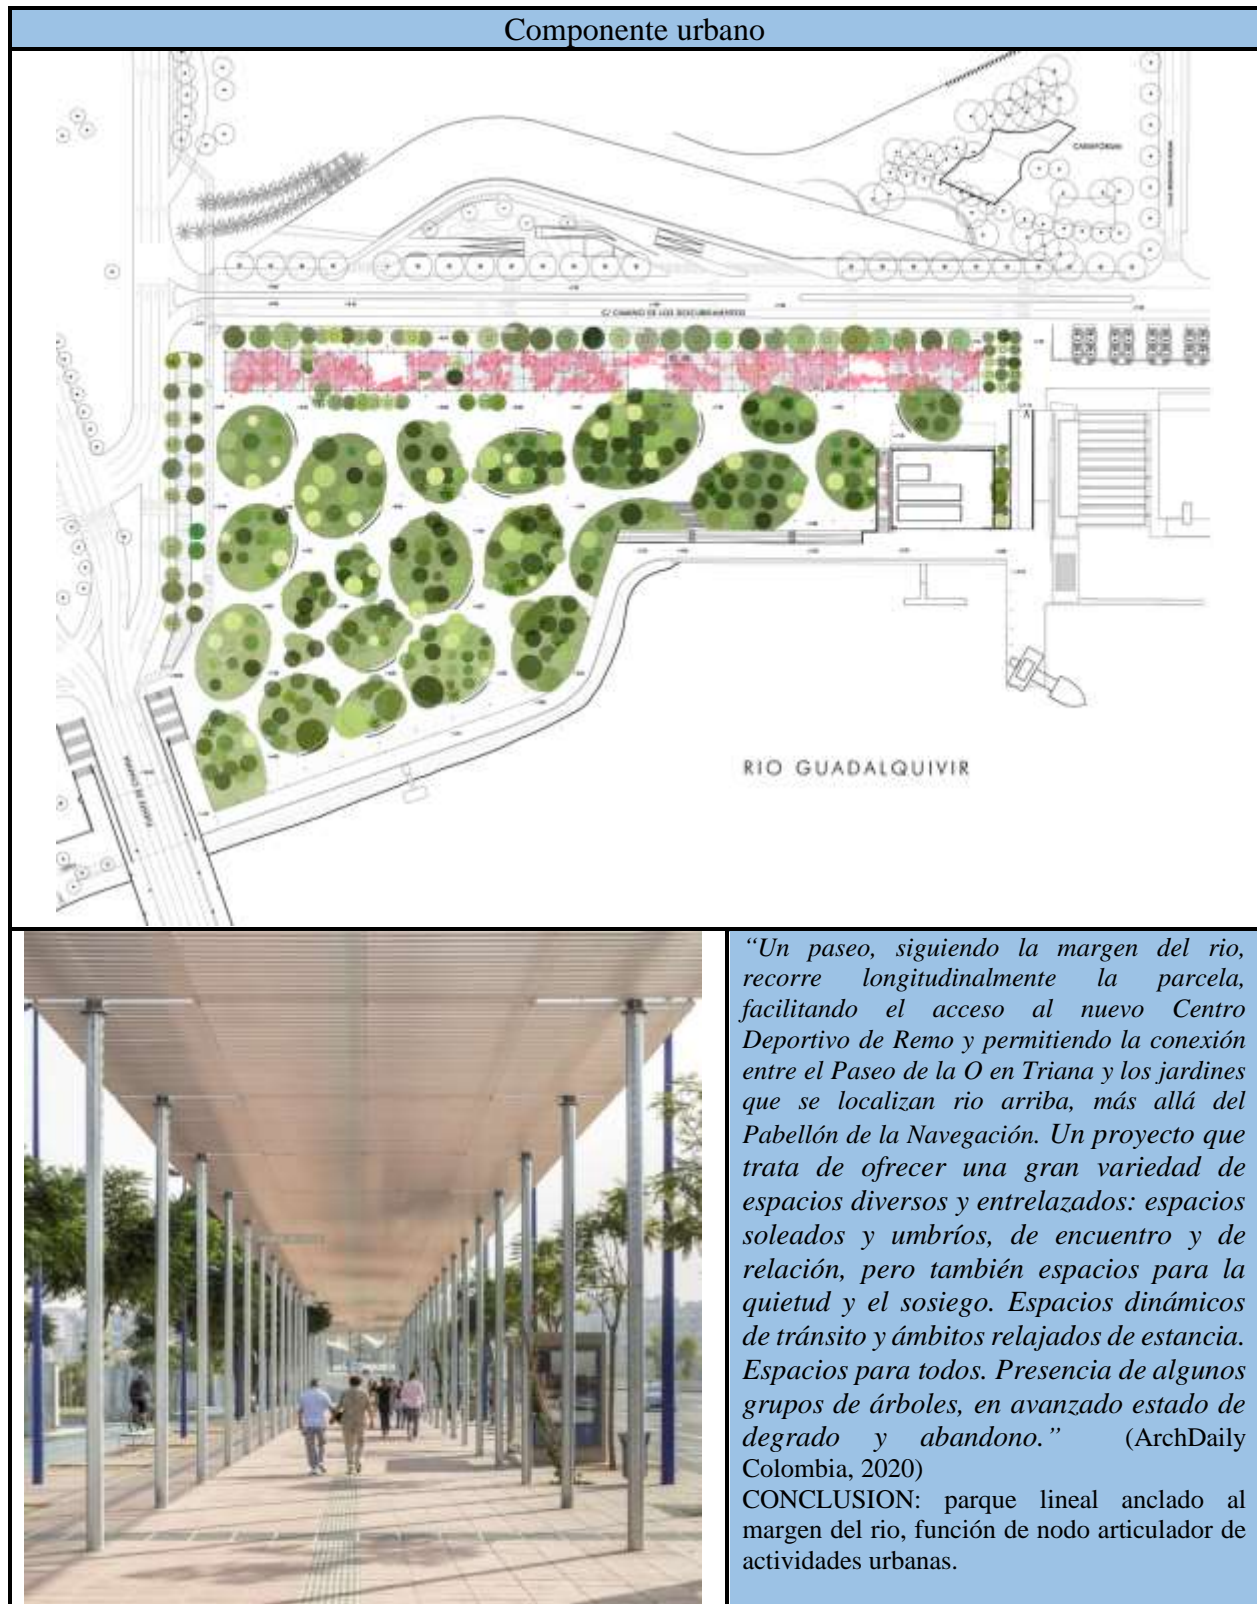 Componente urbano
CAIXAFÓRUM
C/ CAMINO DE LOS DESCUBRIMIENTOS
RIO GUADALQUIVIR
“Un paseo, siguiendo la margen del rio,
recorre longitudinalmente la parcela,
facilitando el acceso al nuevo Centro
Deportivo de Remo y permitiendo la conexión
entre el Paseo de la O en Triana y los jardines
que se localizan rio arriba, más allá del
Pabellón de la Navegación. Un proyecto que
trata de ofrecer una gran variedad de
espacios diversos y entrelazados: espacios
soleados y umbríos, de encuentro y de
relación, pero también espacios para la
quietud y el sosiego. Espacios dinámicos
de tránsito y ámbitos relajados de estancia.
Espacios para todos. Presencia de algunos
grupos de árboles, en avanzado estado de
degrado y abandono.” (ArchDaily
Colombia, 2020)
CONCLUSION: parque lineal anclado al
margen del rio, función de nodo articulador de
actividades urbanas.